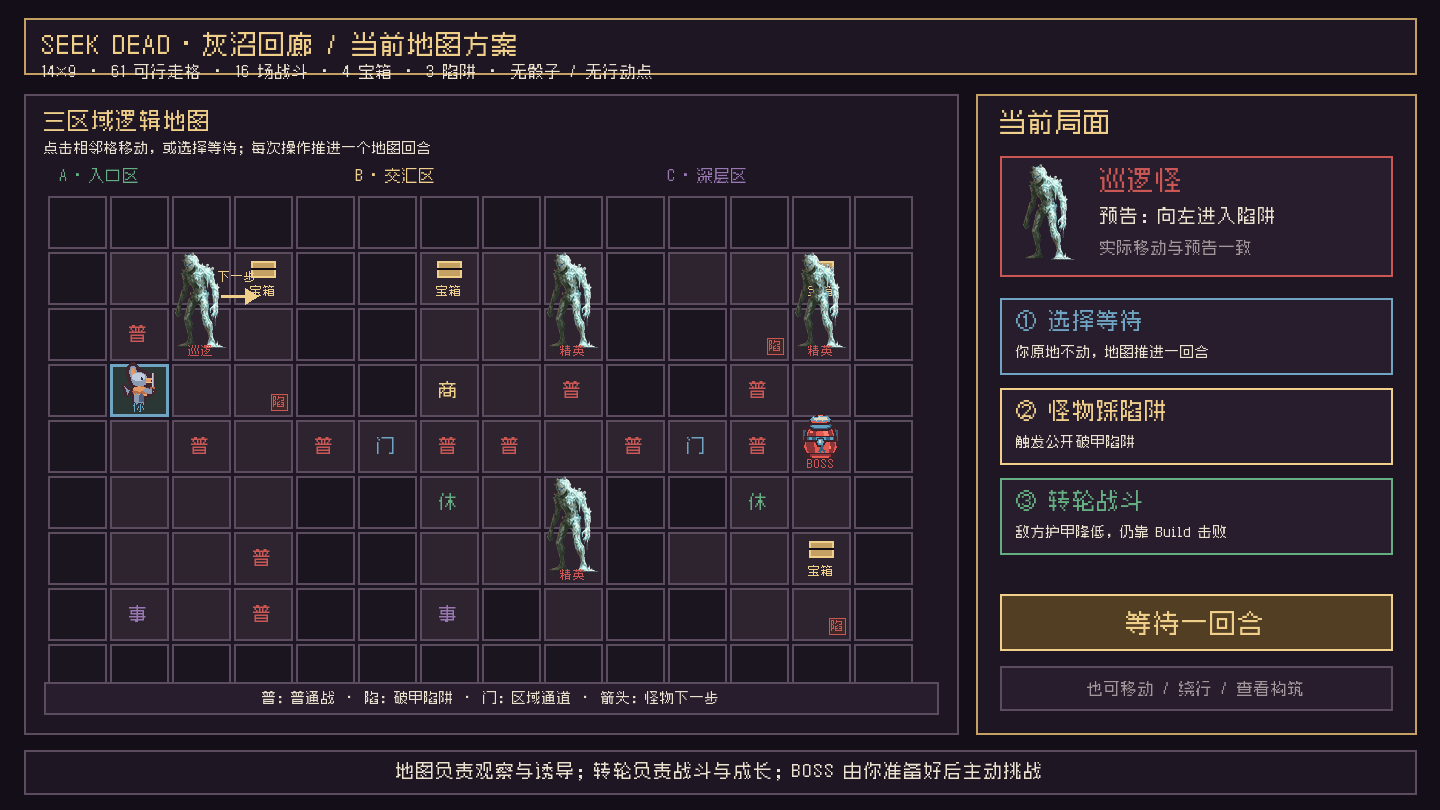 SEEK DEAD · 灰沼回廊 / 当前地图方案
14×9 · 61 可行走格 · 16 场战斗 · 4 宝箱 · 3 陷阱 · 无骰子 / 无行动点
三区域逻辑地图
点击相邻格移动，或选择等待；每次操作推进一个地图回合
A · 入口区
B · 交汇区
C · 深层区
下一步
宝箱
宝箱
普
巡逻
精英
陷
精英
你
陷
商
普
普
普
普
门
普
普
普
门
普
BOSS
休
休
普
精英
宝箱
事
普
事
陷
普: 普通战 · 陷: 破甲陷阱 · 门: 区域通道 · 箭头: 怪物下一步
当前局面
巡逻怪
预告: 向左进入陷阱
实际移动与预告一致
① 选择等待
你原地不动，地图推进一回合
② 怪物踩陷阱
触发公开破甲陷阱
③ 转轮战斗
敌方护甲降低，仍靠 Build 击败
等待一回合
也可移动 / 绕行 / 查看构筑
地图负责观察与诱导；转轮负责战斗与成长；BOSS 由你准备好后主动挑战